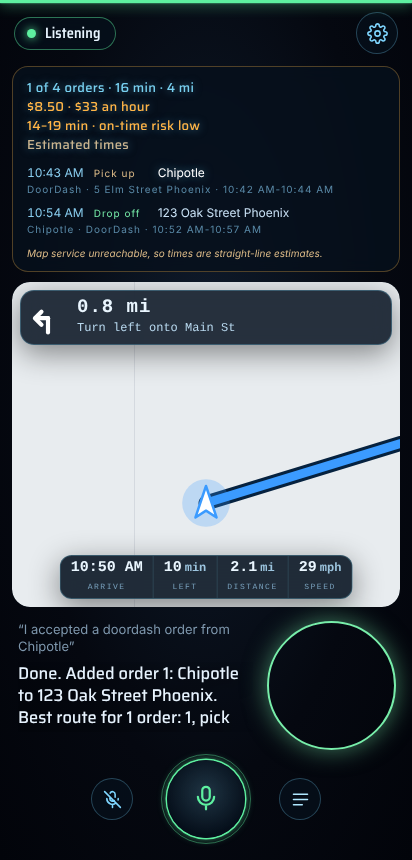 Listening
1 of 4 orders · 16 min · 4 mi
$8.50 · $33 an hour
14–19 min · on-time risk low
Estimated times
10:43 AM Pick up Chipotle
DoorDash · 5 Elm Street Phoenix · 10:42 AM-10:44 AM
10:54 AM Drop off 123 Oak Street Phoenix
Chipotle · DoorDash · 10:52 AM-10:57 AM
Map service unreachable, so times are straight-line estimates.
0.8 mi
Turn left onto Main St
10:50 AM 10 min 2.1 mi 29 mph
ARRIVE LEFT DISTANCE SPEED
“I accepted a doordash order from
Chipotle”
Done. Added order 1: Chipotle
to 123 Oak Street Phoenix.
Best route for 1 order: 1, pick